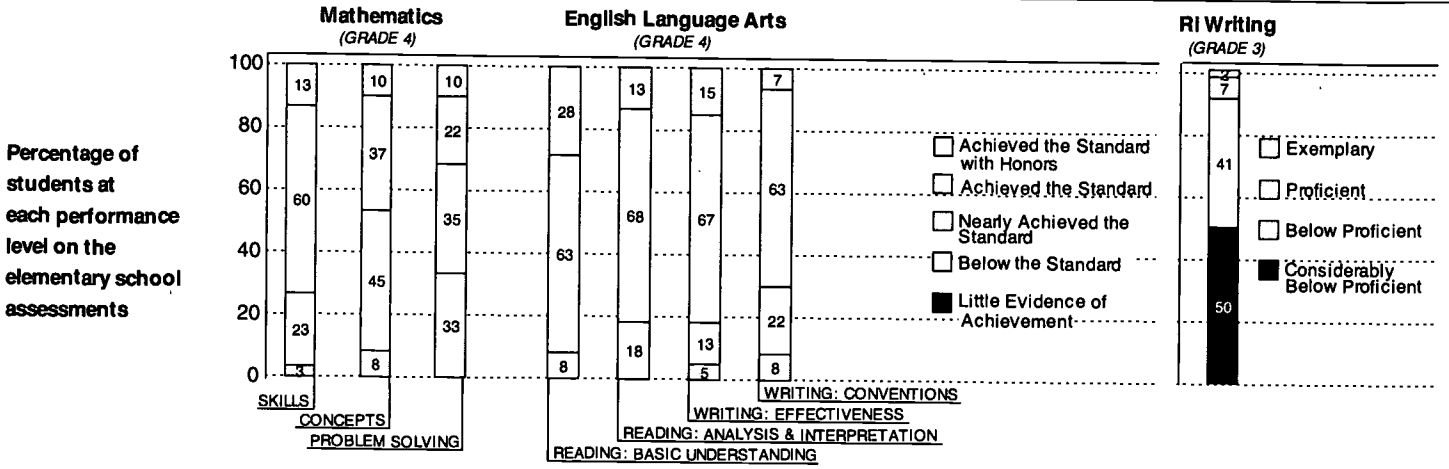 Mathematics
(GRADE 4)
English Language Arts
(GRADE 4)
RI Writing
(GRADE 3)
Percentage of
students at
each performance
level on the
elementary school
assessments
100
80
60
40
20
0
13
60
23
3
10
37
45
8
10
22
35
33
28
63
8
13
68
18
15
67
13
5
7
63
22
8
SKILLS
CONCEPTS
PROBLEM SOLVING
READING: BASIC UNDERSTANDING
READING: ANALYSIS & INTERPRETATION
WRITING: EFFECTIVENESS
WRITING: CONVENTIONS
Achieved the Standard
with Honors
Achieved the Standard
Nearly Achieved the
Standard
Below the Standard
Little Evidence of
Achievement
7
41
50
Exemplary
Proficient
Below Proficient
Considerably
Below Proficient